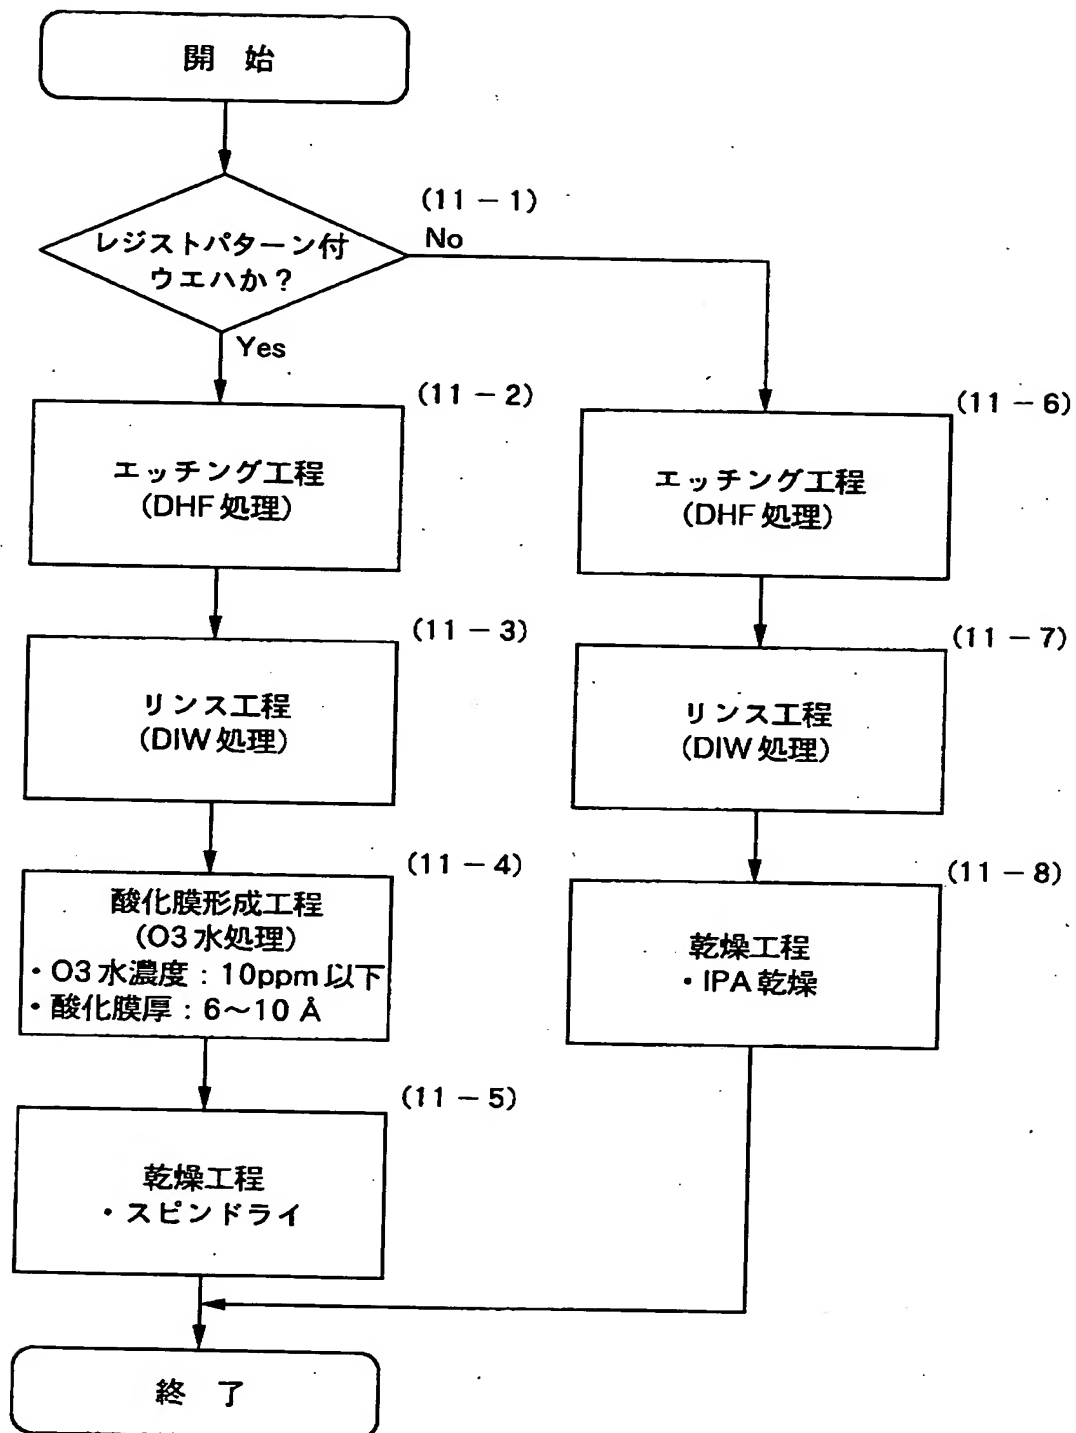 開 始
(11－1)
レジストパターン付
ウエハか？
No
Yes
(11－2)
エッチング工程
(DHF 処理)
(11－3)
リンス工程
(DIW 処理)
(11－4)
酸化膜形成工程
(O3 水処理)
・O3 水濃度：10ppm 以下
・酸化膜厚：6～10 Å
(11－5)
乾燥工程
・スピンドライ
(11－6)
エッチング工程
(DHF 処理)
(11－7)
リンス工程
(DIW 処理)
(11－8)
乾燥工程
・IPA 乾燥
終 了